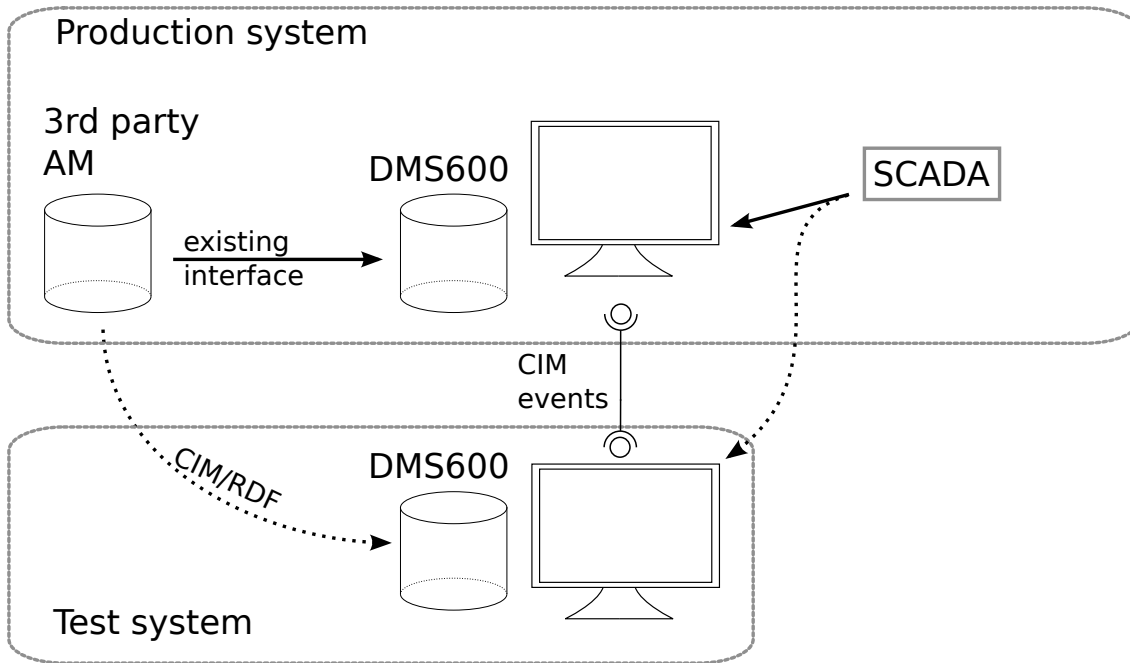 Production system
3rd party
AM
DMS600
SCADA
existing
interface
CIM
events
CIM/RDF
DMS600
Test system